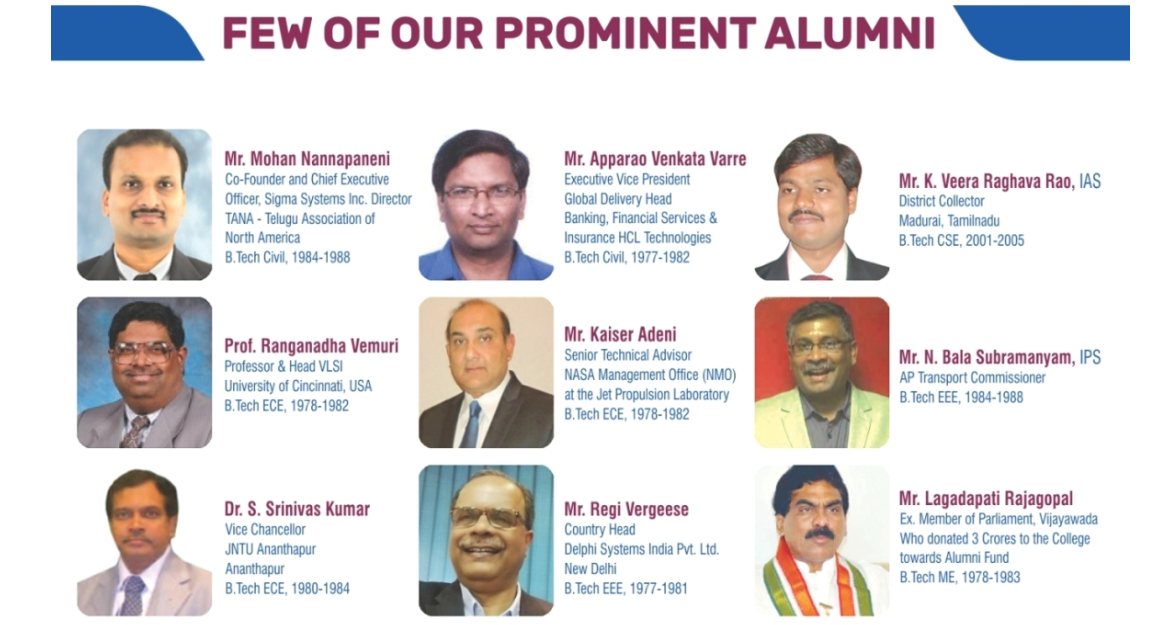 FEW OF OUR PROMINENT ALUMNI
Mr. Mohan Nannapaneni
Co-Founder and Chief Executive
Officer, Sigma Systems Inc. Director
TANA - Telugu Association of
North America
B.Tech Civil, 1984-1988
Mr. Apparao Venkata Varre
Executive Vice President
Global Delivery Head
Banking, Financial Services &
Insurance HCL Technologies
B.Tech Civil, 1977-1982
Mr. K. Veera Raghava Rao, IAS
District Collector
Madurai, Tamilnadu
B.Tech CSE, 2001-2005
Prof. Ranganadha Vemuri
Professor & Head VLSI
University of Cincinnati, USA
B.Tech ECE, 1978-1982
Mr. Kaiser Adeni
Senior Technical Advisor
NASA Management Office (NMO)
at the Jet Propulsion Laboratory
B.Tech ECE, 1978-1982
Mr. N. Bala Subramanyam, IPS
AP Transport Commissioner
B.Tech EEE, 1984-1988
Dr. S. Srinivas Kumar
Vice Chancellor
JNTU Ananthapur
Ananthapur
B.Tech ECE, 1980-1984
Mr. Regi Vergeese
Country Head
Delphi Systems India Pvt. Ltd.
New Delhi
B.Tech EEE, 1977-1981
Mr. Lagadapati Rajagopal
Ex. Member of Parliament, Vijayawada
Who donated 3 Crores to the College
towards Alumni Fund
B.Tech ME, 1978-1983